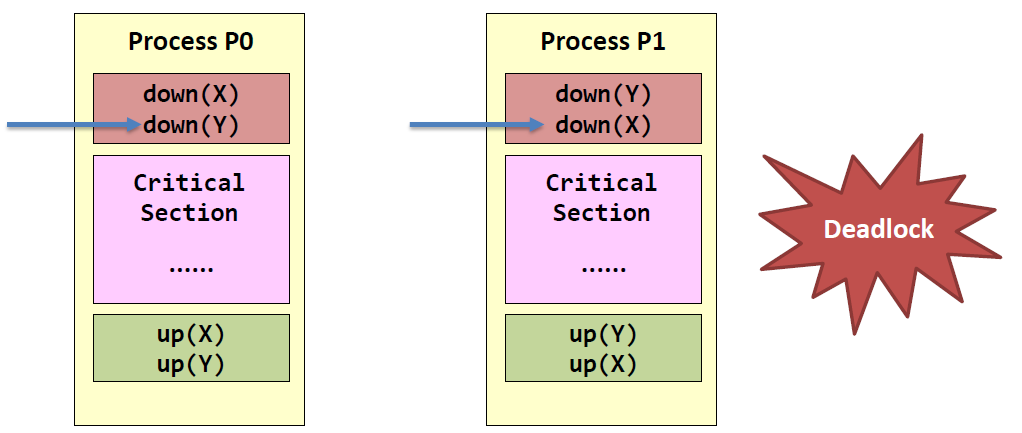 Process P0
down(X)
down(Y)
Critical
Section
......
up(X)
up(Y)
Process P1
down(Y)
down(X)
Critical
Section
......
up(Y)
up(X)
Deadlock